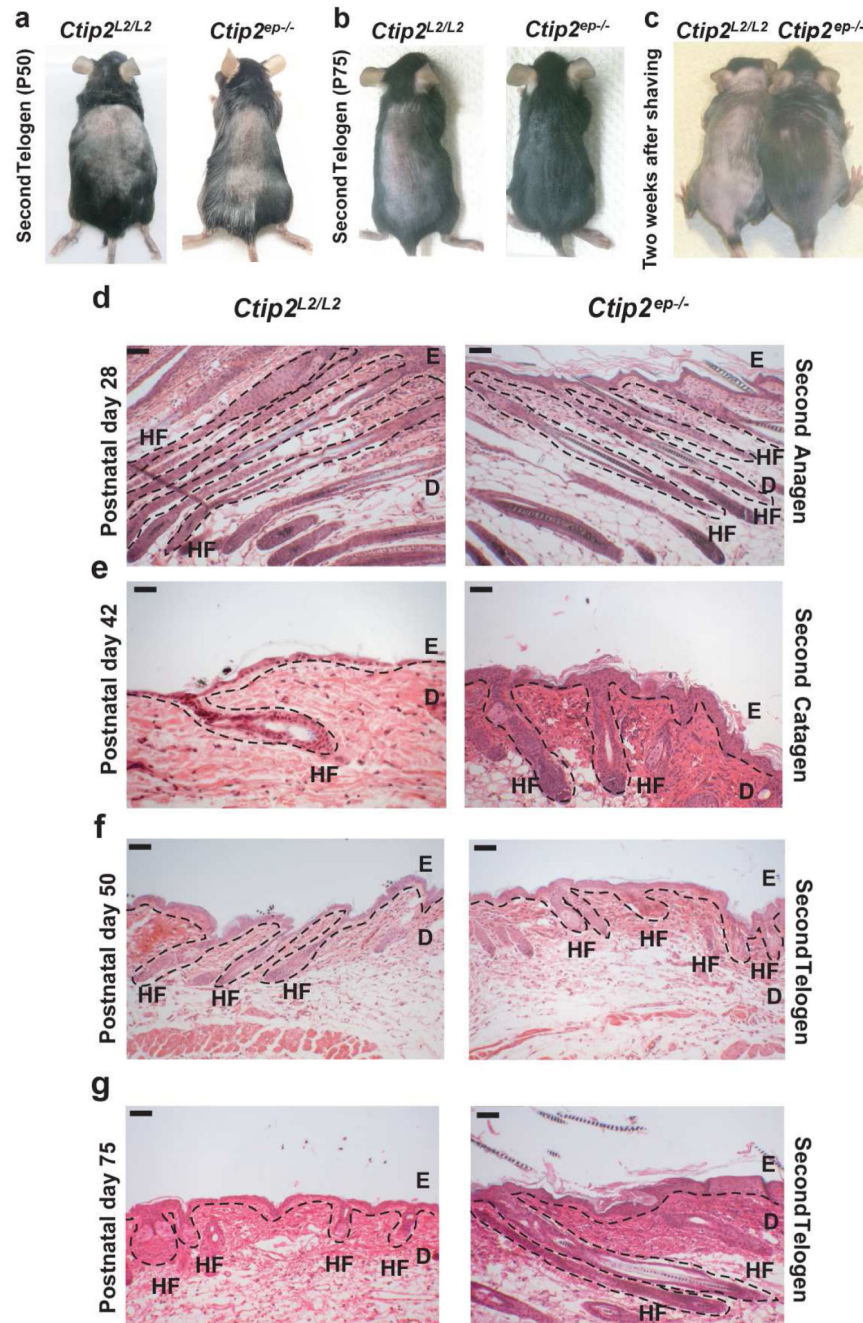 a
b
c
Ctip2L2/L2
Ctip2ep-/-
Ctip2L2/L2
Ctip2ep-/-
Ctip2L2/L2 Ctip2ep-/-
SecondTelogen (P50)
SecondTelogen (P75)
Two weeks after shaving
d
Ctip2L2/L2
Ctip2ep-/-
Postnatal day 28
E
HF
D
HF
E
HF
D
HF
HF
Second Anagen
e
Postnatal day 42
E
D
HF
E
HF
HF
D
Second Catagen
f
Postnatal day 50
E
D
HF
HF
HF
E
HF
HF
HF
HF
D
SecondTelogen
g
Postnatal day 75
E
HF
HF
HF
HF
D
E
D
HF
HF
SecondTelogen